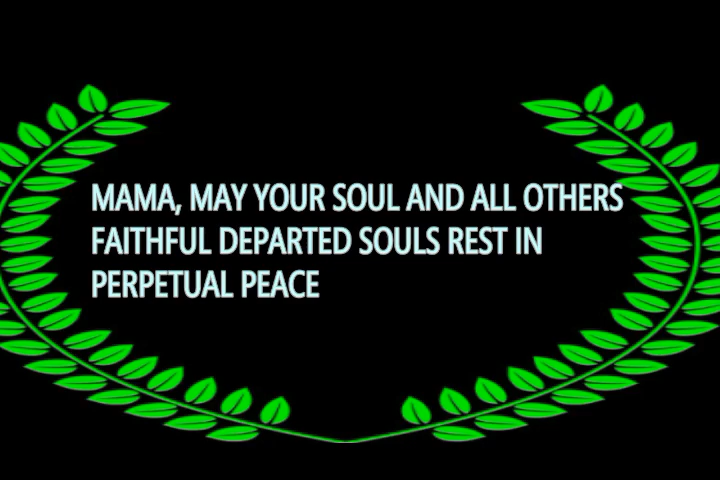 MAMA, MAY YOUR SOUL AND ALL OTHERS
FAITHFUL DEPARTED SOULS REST IN
PERPETUAL PEACE